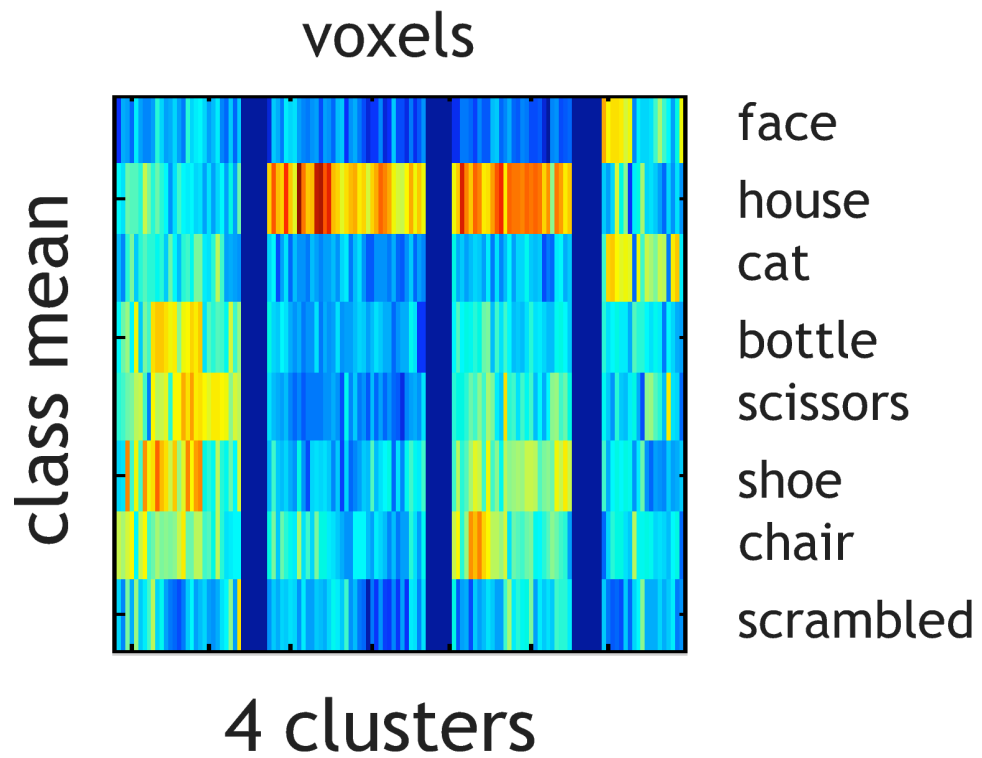 voxels
class mean
face
house
cat
bottle
scissors
shoe
chair
scrambled
4 clusters